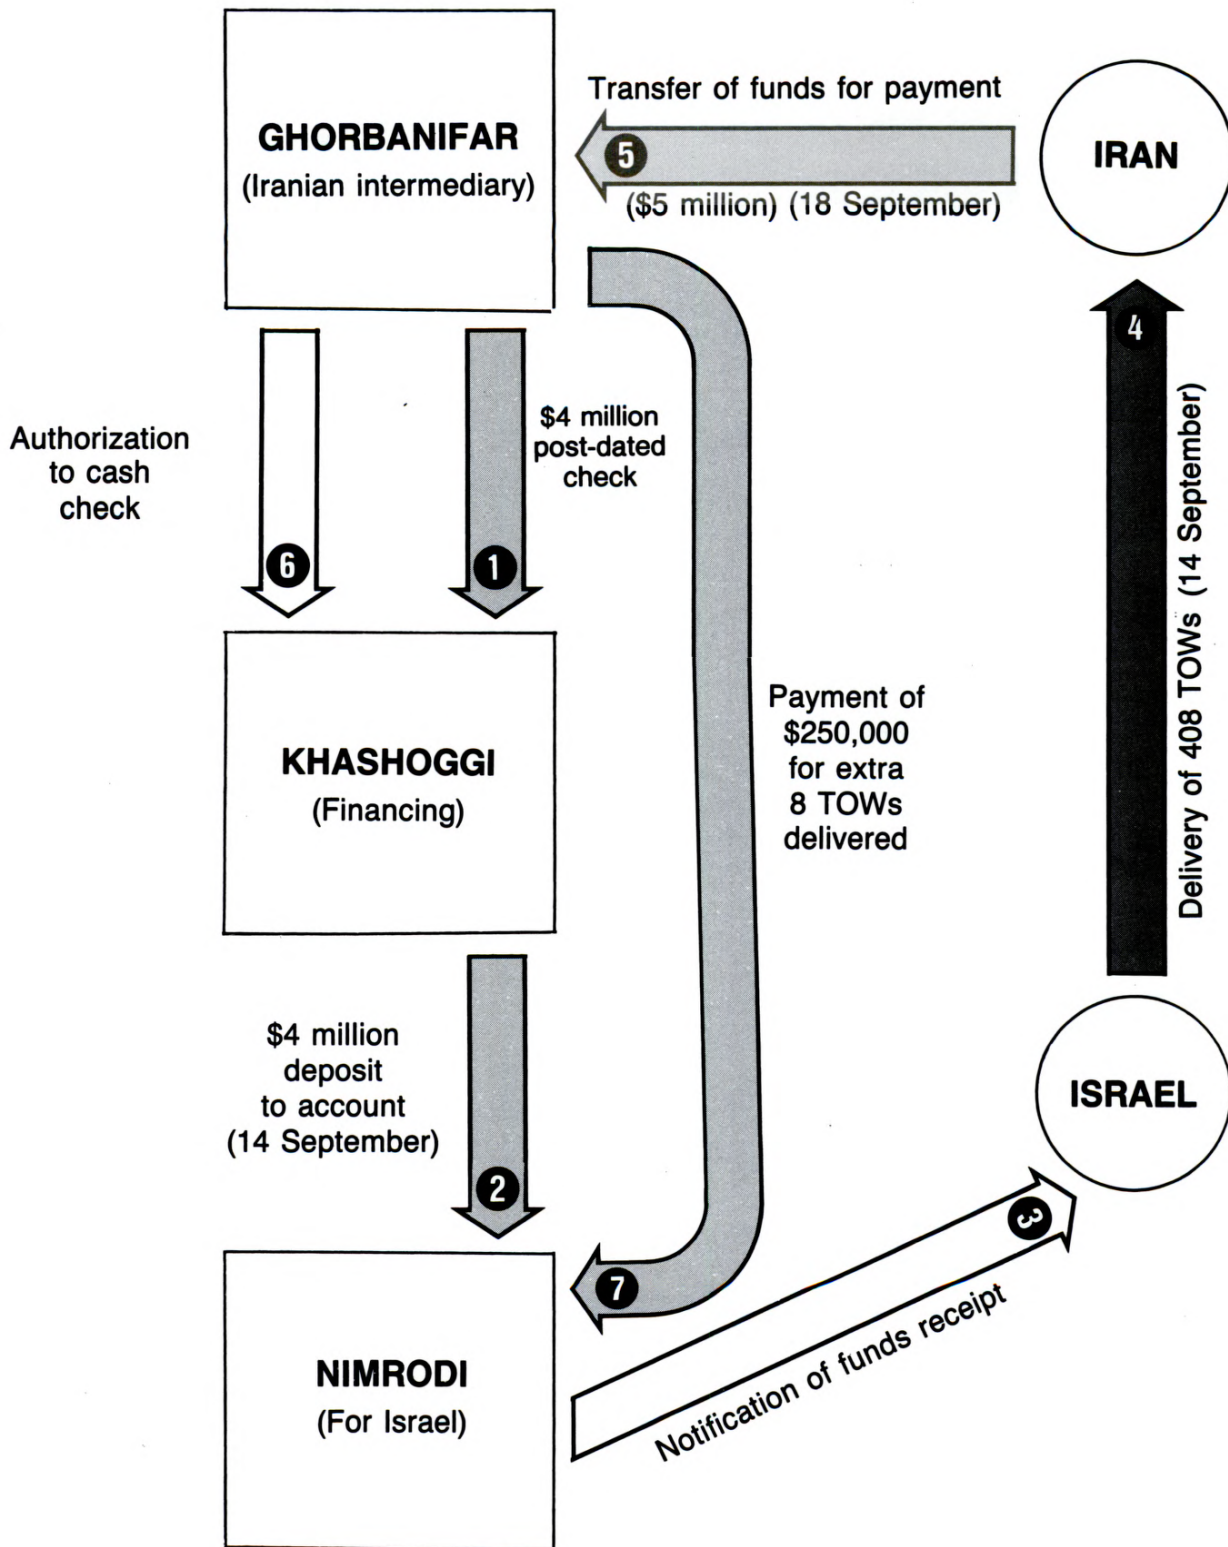 GHORBANIFAR
(Iranian intermediary)
Transfer of funds for payment
5
($5 million) (18 September)
IRAN
4
Delivery of 408 TOWs (14 September)
Authorization
to cash
check
6
$4 million
post-dated
check
1
KHASHOGGI
(Financing)
Payment of
$250,000
for extra
8 TOWs
delivered
$4 million
deposit
to account
(14 September)
2
ISRAEL
3
Notification of funds receipt
7
NIMRODI
(For Israel)